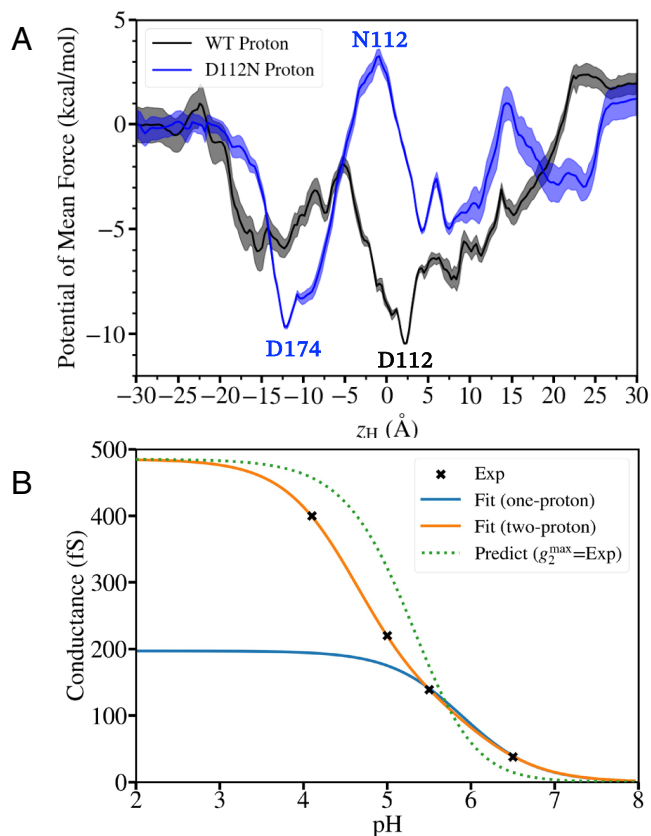 A
WT Proton
D112N Proton
N112
D174
D112
Potential of Mean Force (kcal/mol)
5
0
−5
−10
−30 −25 −20 −15 −10 −5 0 5 10 15 20 25 30
zH (Å)
B
Exp
Fit (one-proton)
Fit (two-proton)
Predict (g₂ᵐᵃˣ=Exp)
Conductance (fS)
500
400
300
200
100
0
2 3 4 5 6 7 8
pH